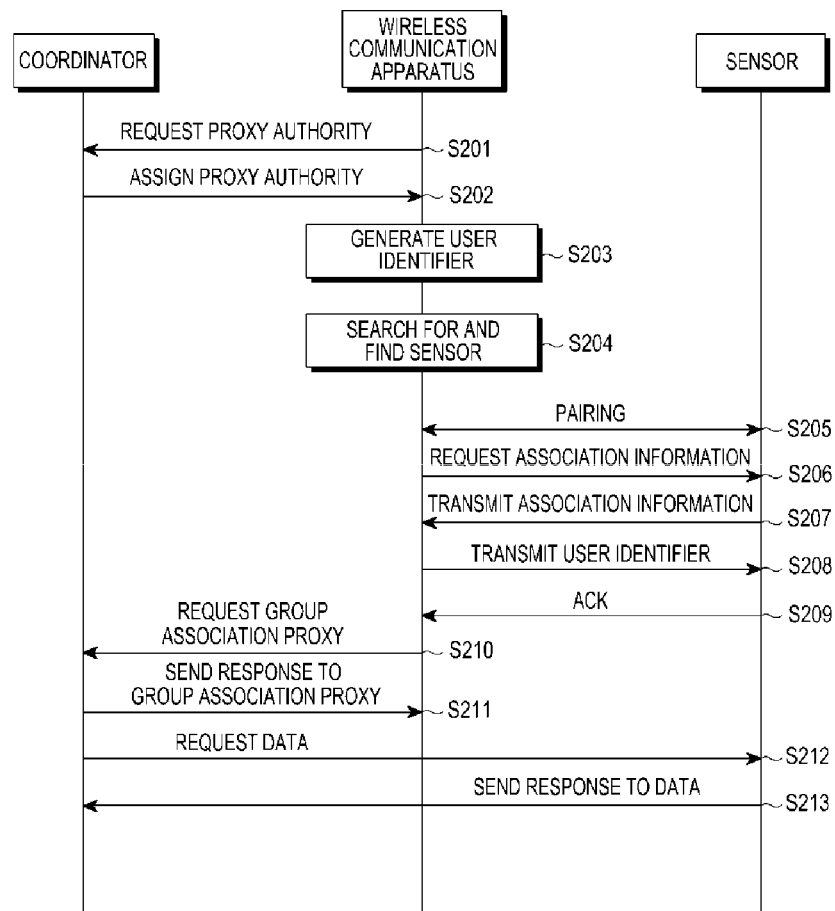 COORDINATOR
WIRELESS
COMMUNICATION
APPARATUS
SENSOR
REQUEST PROXY AUTHORITY
S201
ASSIGN PROXY AUTHORITY
S202
GENERATE USER
IDENTIFIER
S203
SEARCH FOR AND
FIND SENSOR
S204
PAIRING
S205
REQUEST ASSOCIATION INFORMATION
S206
TRANSMIT ASSOCIATION INFORMATION
S207
TRANSMIT USER IDENTIFIER
S208
ACK
S209
REQUEST GROUP
ASSOCIATION PROXY
S210
SEND RESPONSE TO
GROUP ASSOCIATION PROXY
S211
REQUEST DATA
S212
SEND RESPONSE TO DATA
S213